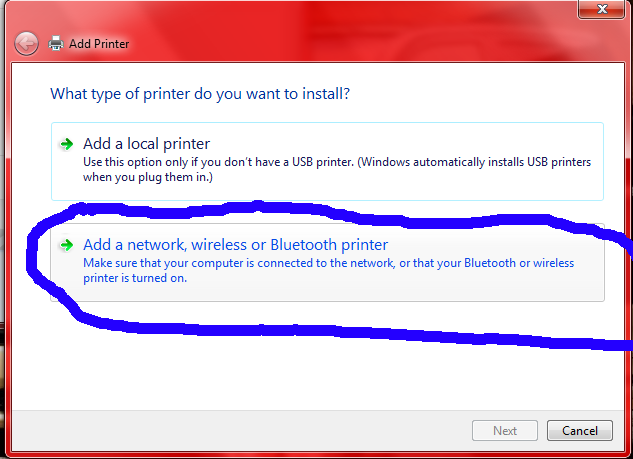 Add Printer
What type of printer do you want to install?
Add a local printer
Use this option only if you don't have a USB printer. (Windows automatically installs USB printers
when you plug them in.)
Add a network, wireless or Bluetooth printer
Make sure that your computer is connected to the network, or that your Bluetooth or wireless
printer is turned on.
Next
Cancel